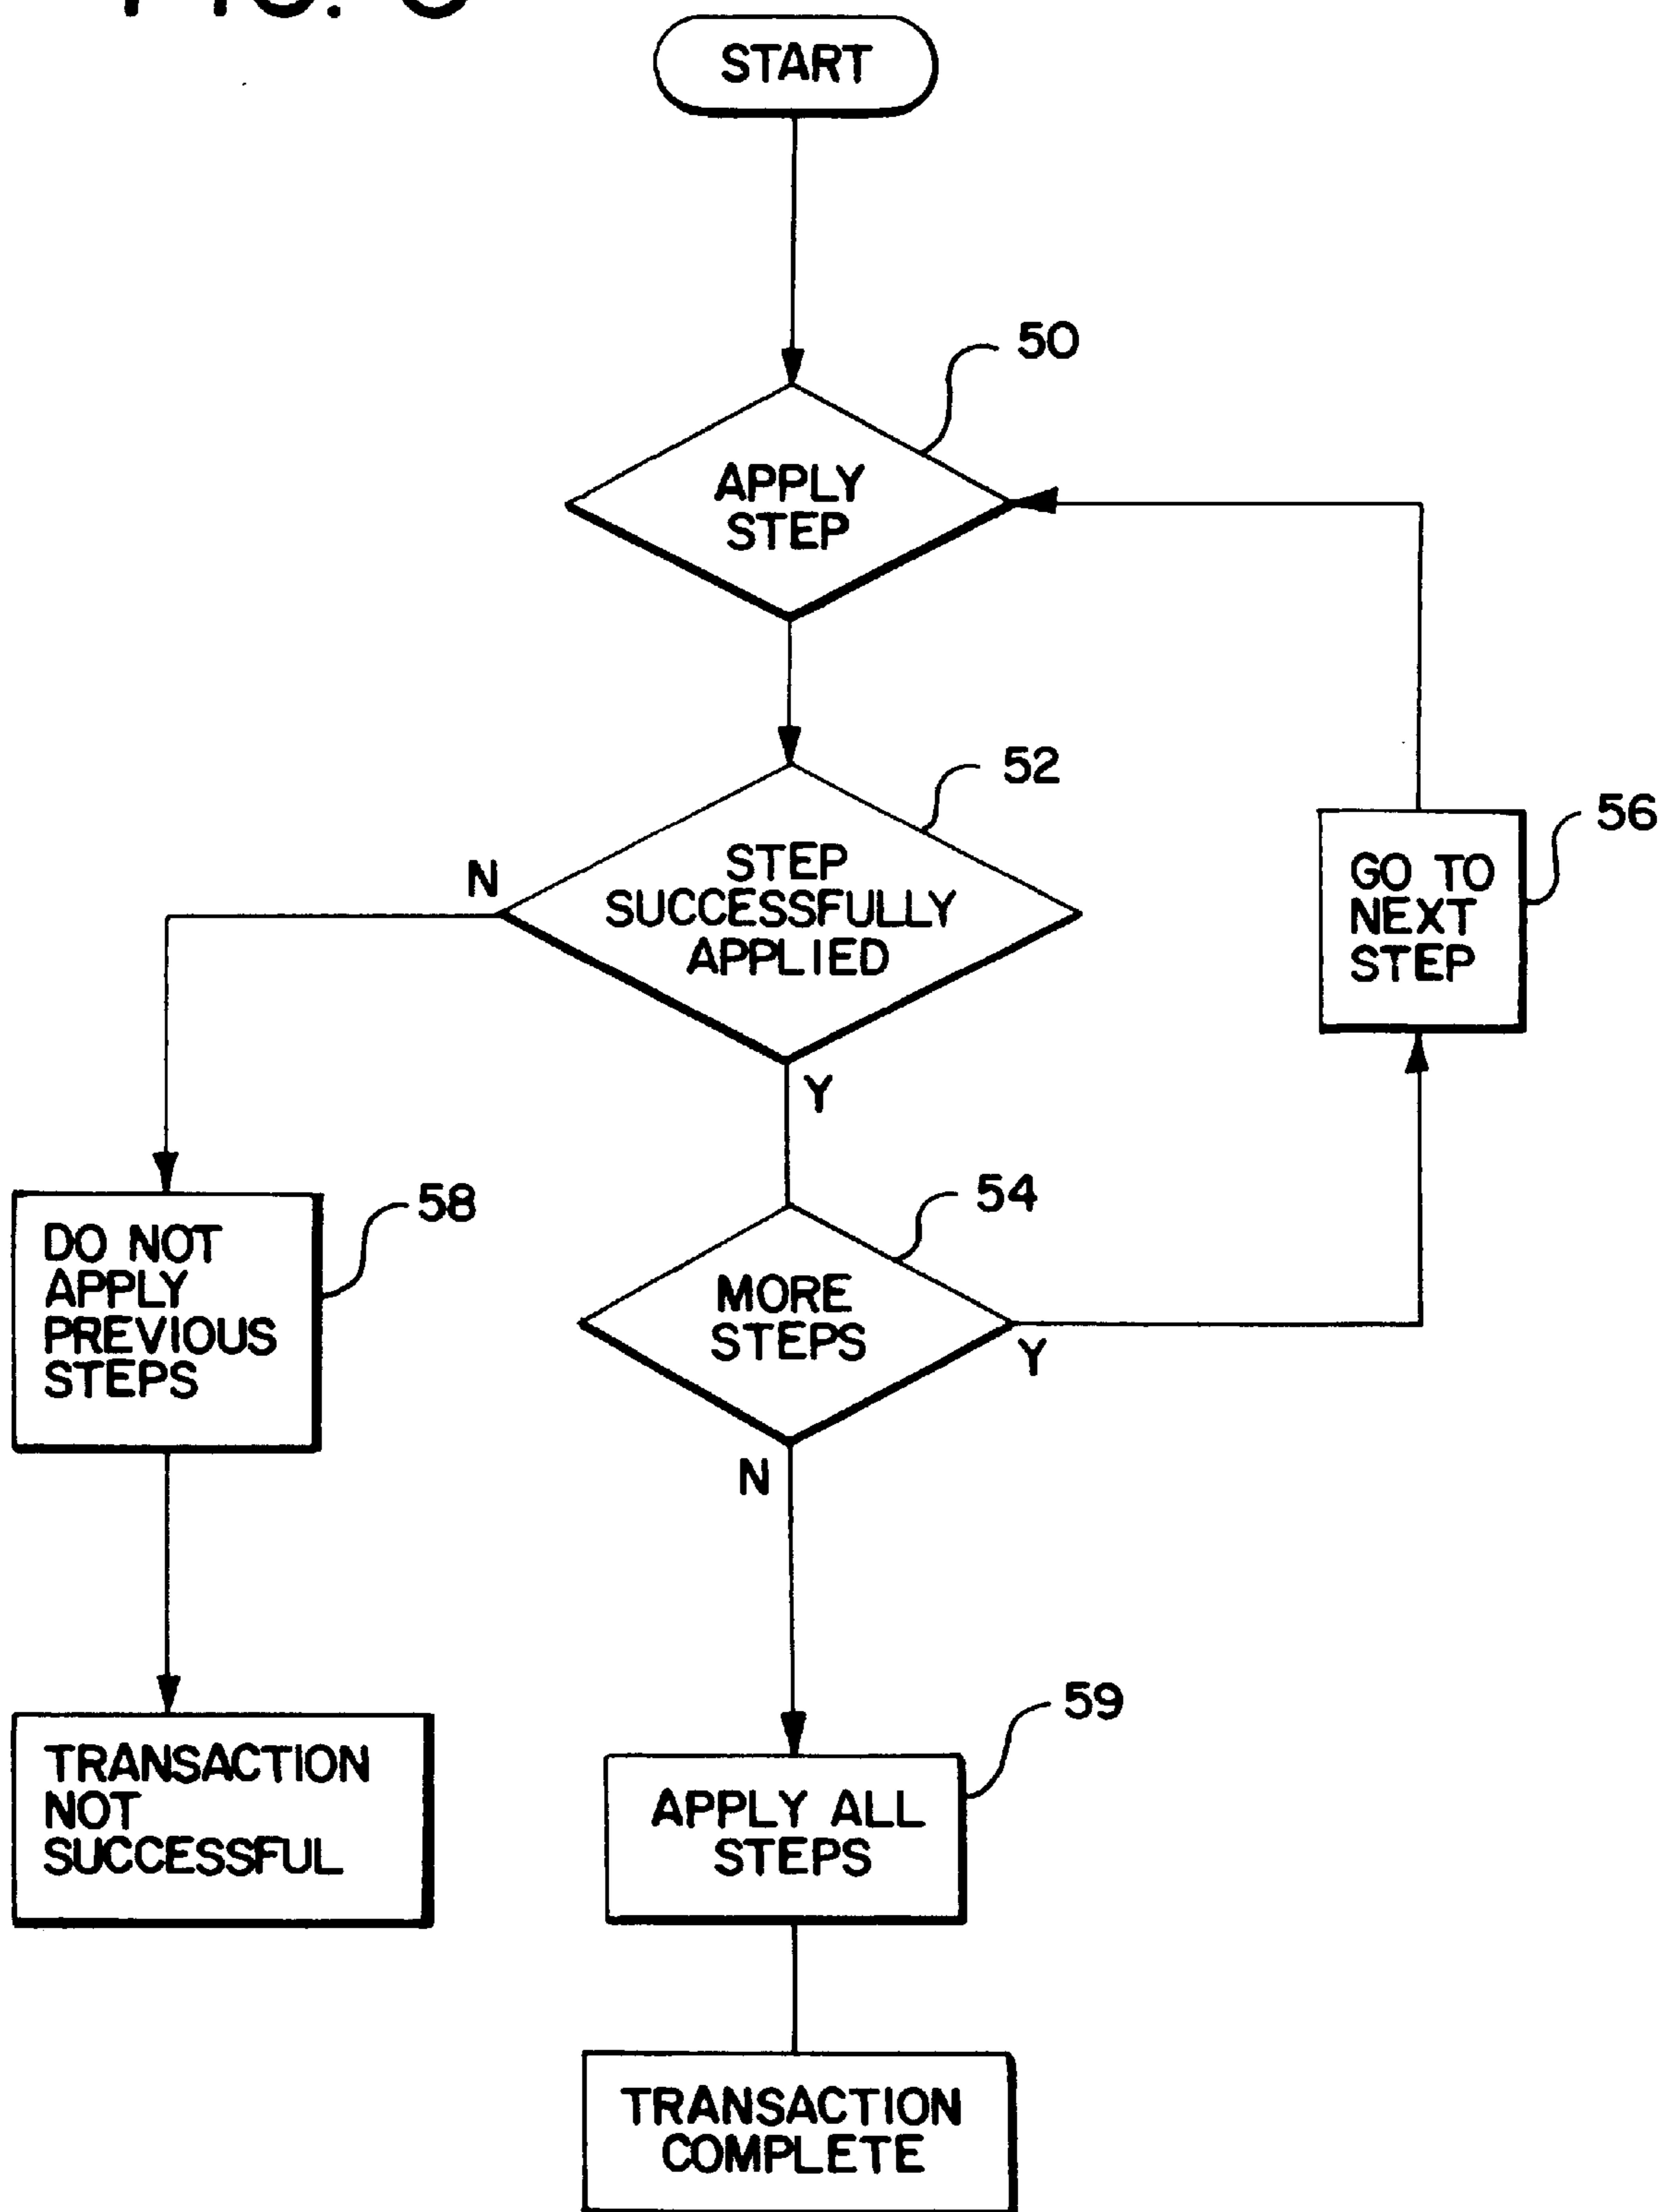 START
50
APPLY
STEP
52
STEP
SUCCESSFULLY
APPLIED
N
Y
56
GO TO
NEXT
STEP
58
DO NOT
APPLY
PREVIOUS
STEPS
54
MORE
STEPS
Y
N
TRANSACTION
NOT
SUCCESSFUL
59
APPLY ALL
STEPS
TRANSACTION
COMPLETE